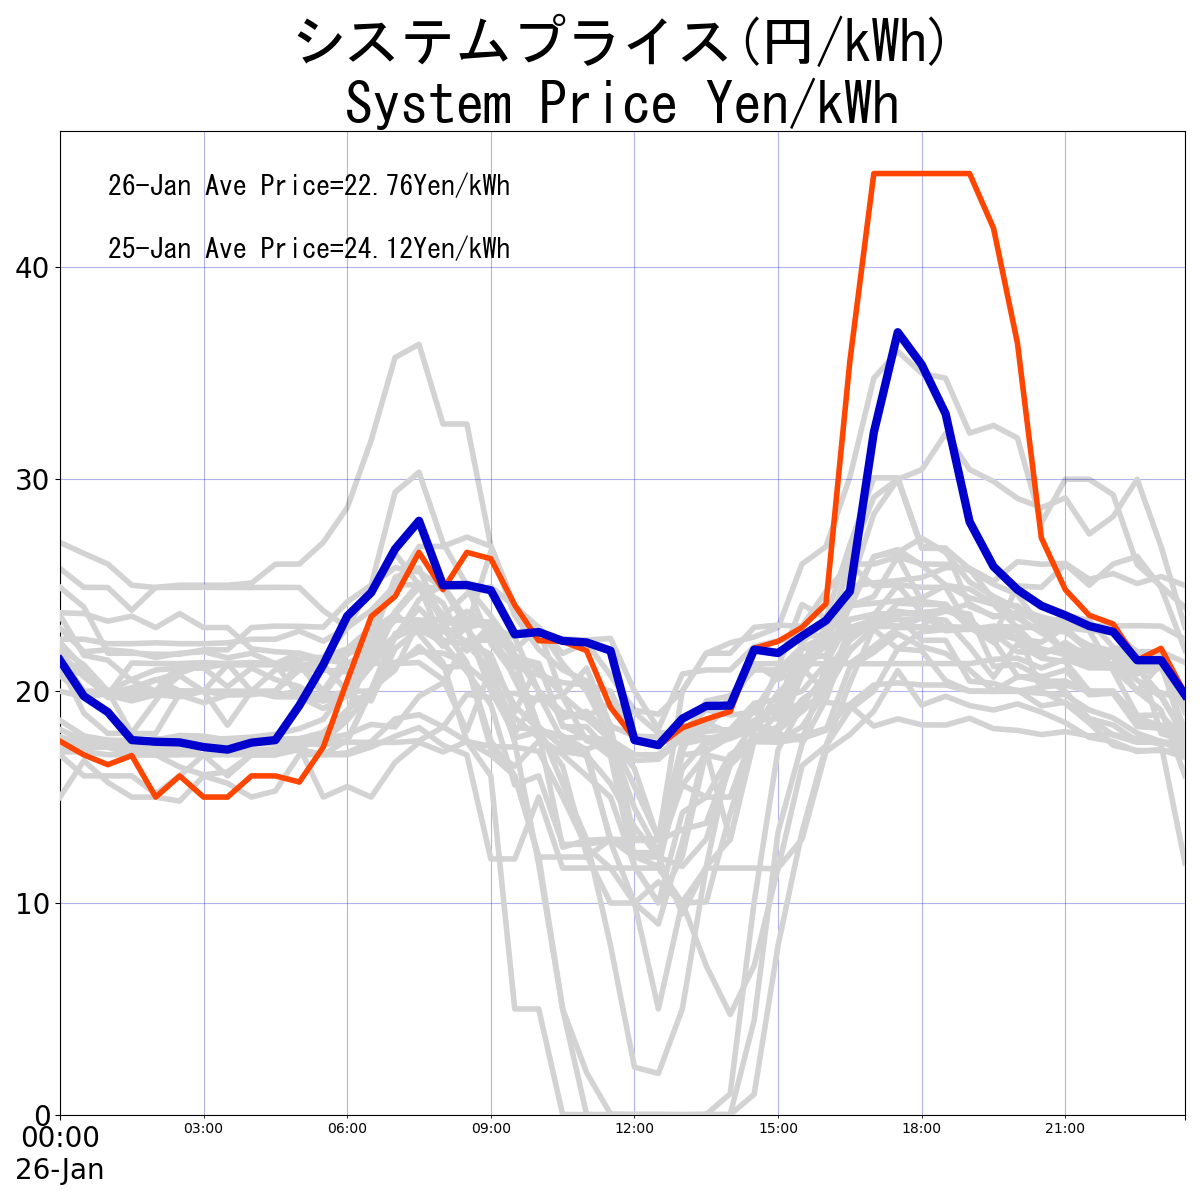 システムプライス(円/kWh)
System Price Yen/kWh
26-Jan Ave Price=22.76Yen/kWh
25-Jan Ave Price=24.12Yen/kWh
40
30
20
10
0
00:00 03:00 06:00 09:00 12:00 15:00 18:00 21:00
26-Jan